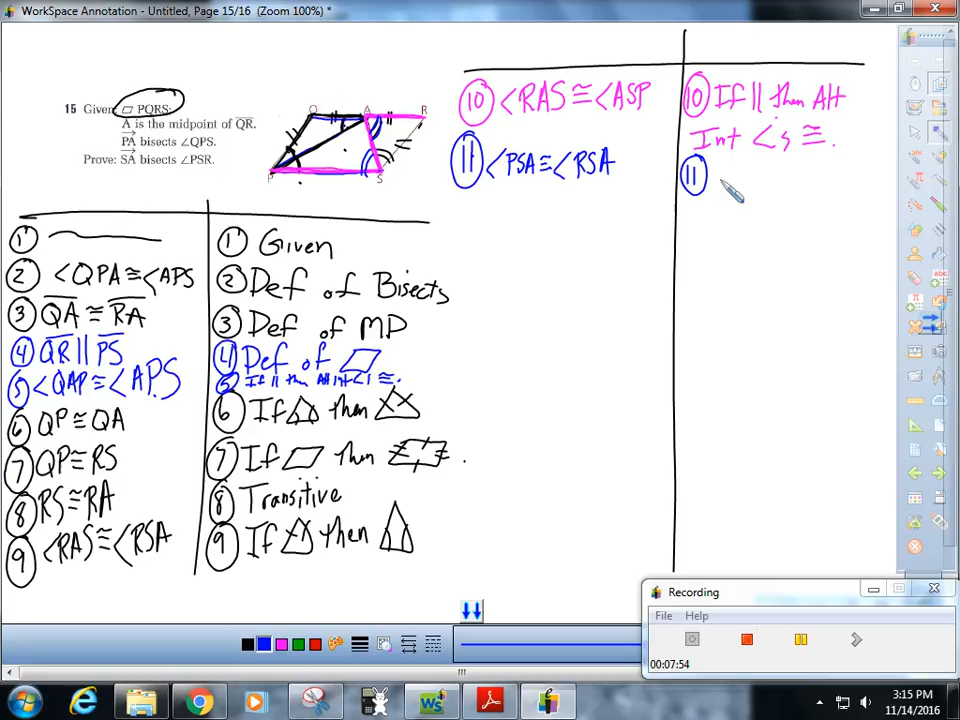 WorkSpace Annotation - Untitled, Page 15/16 (Zoom 100%) *
15 Given: ▱ PQRS;
A is the midpoint of QR.
PA bisects ∠QPS.
Prove: SA bisects ∠PSR.
Q A R
P S
①
② <QPA ≅ <APS
③ QA ≅ RA
④ QR || PS
⑤ <QAP ≅ <APS
⑥ QP ≅ QA
⑦ QP ≅ RS
⑧ RS ≅ RA
⑨ <RAS ≅ <RSA
① Given
② Def of Bisects
③ Def of MP
④ Def of ▱
⑤ If || then Alt int <'s ≅.
⑥ If △ then △
⑦ If ▱ then ▱.
⑧ Transitive
⑨ If △ then △
⑩ <RAS ≅ <ASP
⑪ <PSA ≅ <RSA
⑩ If || then Alt
Int <'s ≅.
⑪
Recording
File Help
00:07:54
3:15 PM
11/14/2016